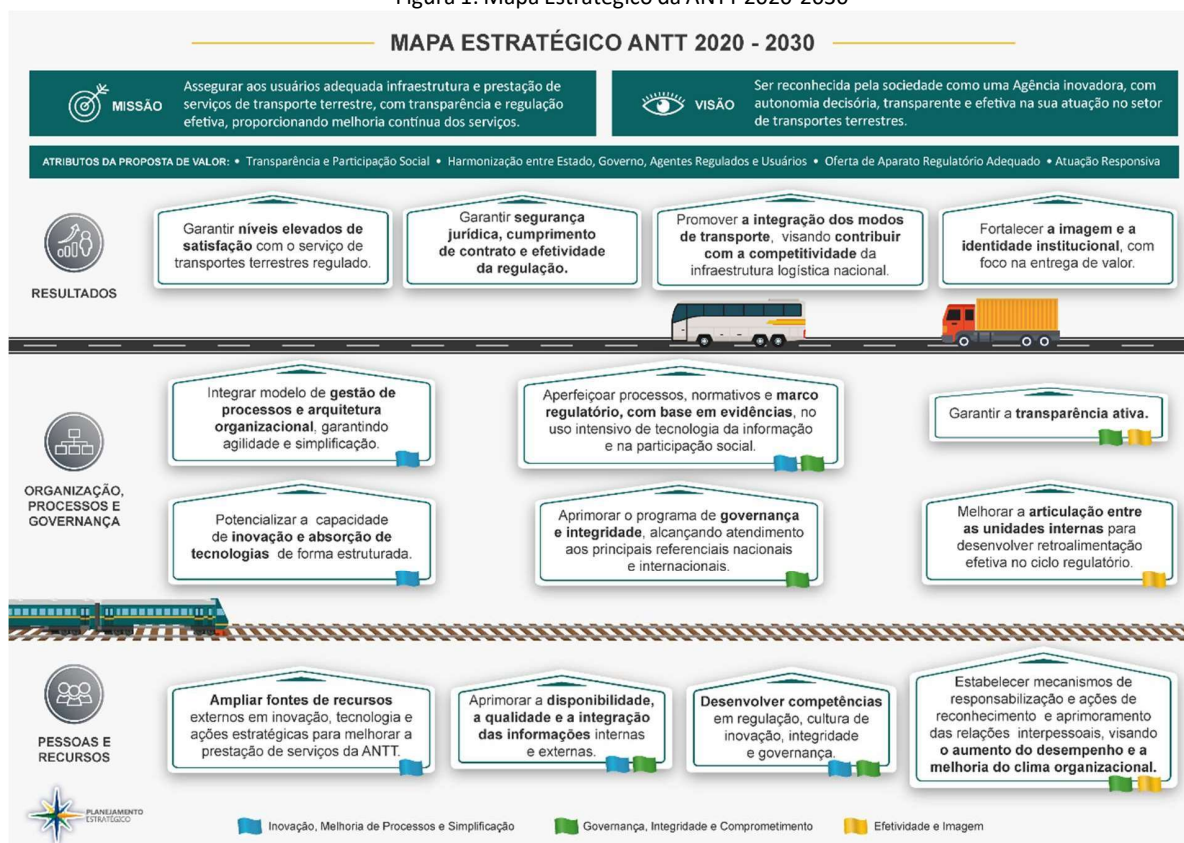 Figura 1: Mapa Estratégico da ANTT 2020-2030
MAPA ESTRATÉGICO ANTT 2020 - 2030
MISSÃO
Assegurar aos usuários adequada infraestrutura e prestação de
serviços de transporte terrestre, com transparência e regulação
efetiva, proporcionando melhoria contínua dos serviços.
VISÃO
Ser reconhecida pela sociedade como uma Agência inovadora, com
autonomia decisória, transparente e efetiva na sua atuação no setor
de transportes terrestres.
ATRIBUTOS DA PROPOSTA DE VALOR: • Transparência e Participação Social • Harmonização entre Estado, Governo, Agentes Regulados e Usuários • Oferta de Aparato Regulatório Adequado • Atuação Responsiva
RESULTADOS
Garantir níveis elevados de
satisfação com o serviço de
transportes terrestres regulado.
Garantir segurança
jurídica, cumprimento
de contrato e efetividade
da regulação.
Promover a integração dos modos
de transporte, visando contribuir
com a competitividade da
infraestrutura logística nacional.
Fortalecer a imagem e a
identidade institucional, com
foco na entrega de valor.
ORGANIZAÇÃO,
PROCESSOS E
GOVERNANÇA
Integrar modelo de gestão de
processos e arquitetura
organizacional, garantindo
agilidade e simplificação.
Aperfeiçoar processos, normativos e marco
regulatório, com base em evidências, no
uso intensivo de tecnologia da informação
e na participação social.
Garantir a transparência ativa.
Potencializar a capacidade
de inovação e absorção de
tecnologias de forma estruturada.
Aprimorar o programa de governança
e integridade, alcançando atendimento
aos principais referenciais nacionais
e internacionais.
Melhorar a articulação entre
as unidades internas para
desenvolver retroalimentação
efetiva no ciclo regulatório.
PESSOAS E
RECURSOS
Ampliar fontes de recursos
externos em inovação, tecnologia e
ações estratégicas para melhorar a
prestação de serviços da ANTT.
Aprimorar a disponibilidade,
a qualidade e a integração
das informações internas
e externas.
Desenvolver competências
em regulação, cultura de
inovação, integridade
e governança.
Estabelecer mecanismos de
responsabilização e ações de
reconhecimento e aprimoramento
das relações interpessoais, visando
o aumento do desempenho e a
melhoria do clima organizacional.
PLANEJAMENTO
ESTRATÉGICO
Inovação, Melhoria de Processos e Simplificação
Governança, Integridade e Comprometimento
Efetividade e Imagem